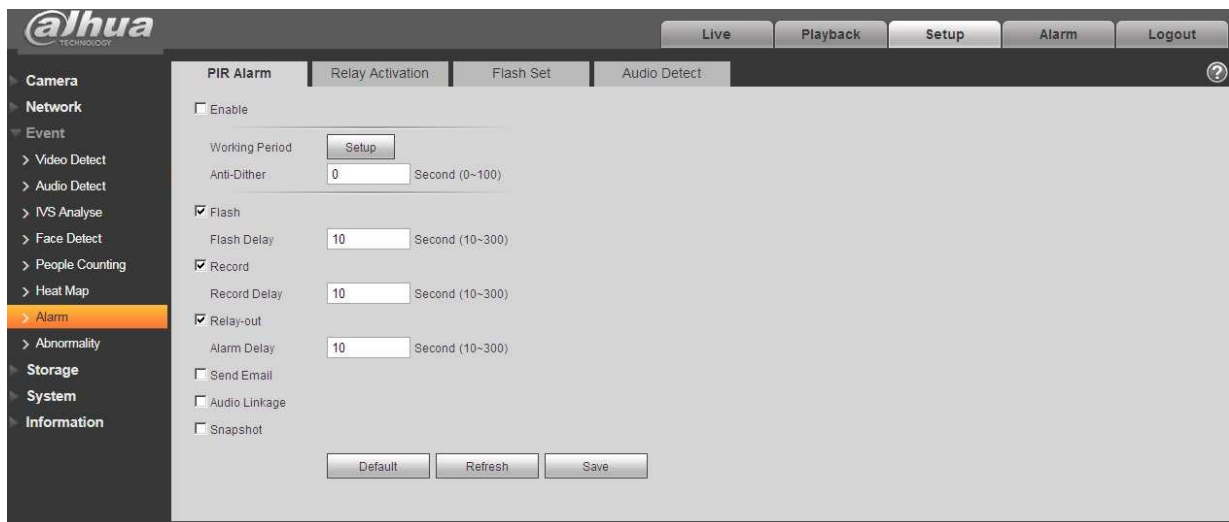 alhua
TECHNOLOGY
Live Playback Setup Alarm Logout
Camera
Network
Event
> Video Detect
> Audio Detect
> IVS Analyse
> Face Detect
> People Counting
> Heat Map
> Alarm
> Abnormality
Storage
System
Information
PIR Alarm Relay Activation Flash Set Audio Detect
?
Enable
Working Period Setup
Anti-Dither 0 Second (0~100)
Flash
Flash Delay 10 Second (10~300)
Record
Record Delay 10 Second (10~300)
Relay-out
Alarm Delay 10 Second (10~300)
Send Email
Audio Linkage
Snapshot
Default Refresh Save